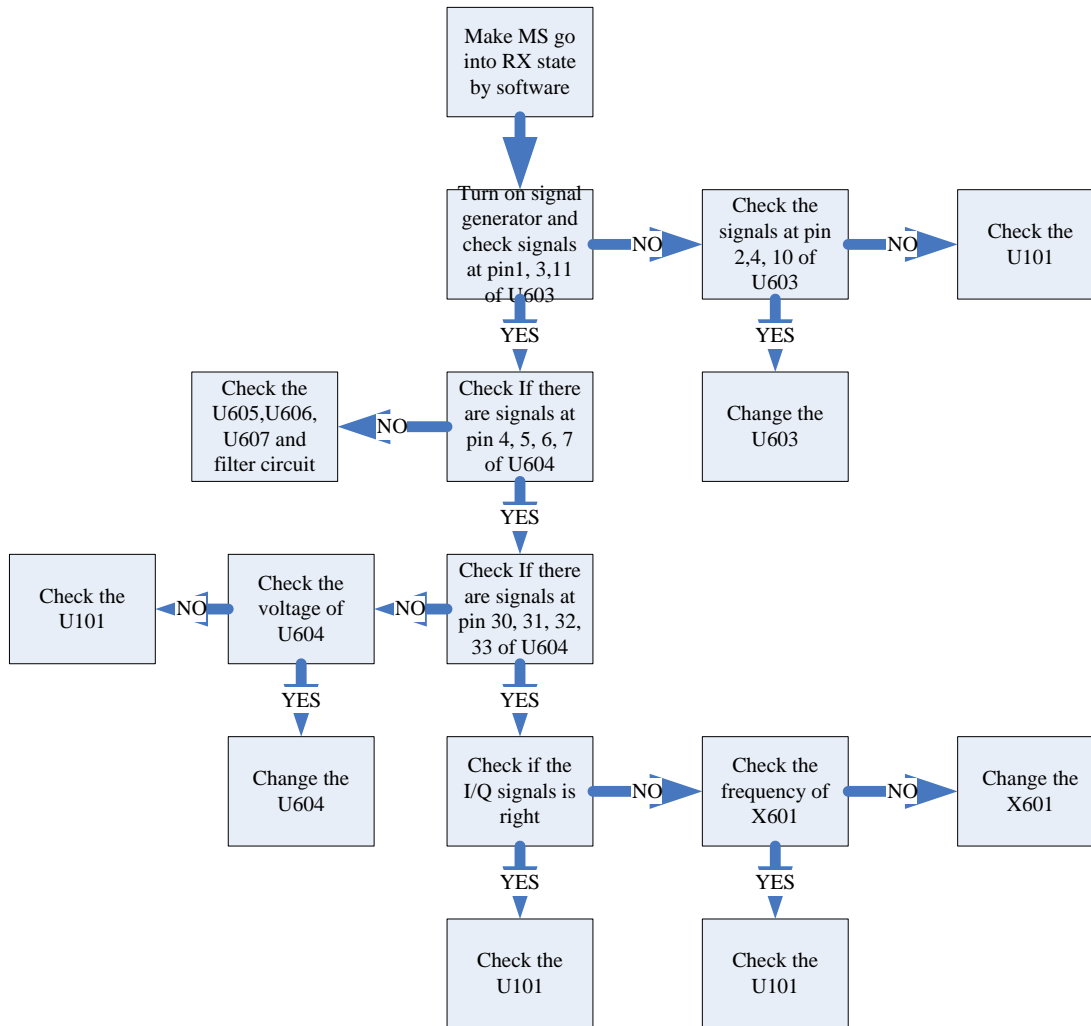 Make MS go
into RX state
by software
Turn on signal
generator and
check signals
at pin1, 3,11
of U603
NO
Check the
signals at pin
2,4, 10 of
U603
NO
Check the
U101
YES
YES
Check the
U605,U606,
U607 and
filter circuit
NO
Check If there
are signals at
pin 4, 5, 6, 7
of U604
Change the
U603
YES
Check the
U101
NO
Check the
voltage of
U604
NO
Check If there
are signals at
pin 30, 31, 32,
33 of U604
YES
YES
Change the
U604
Check if the
I/Q signals is
right
NO
Check the
frequency of
X601
NO
Change the
X601
YES
YES
Check the
U101
Check the
U101